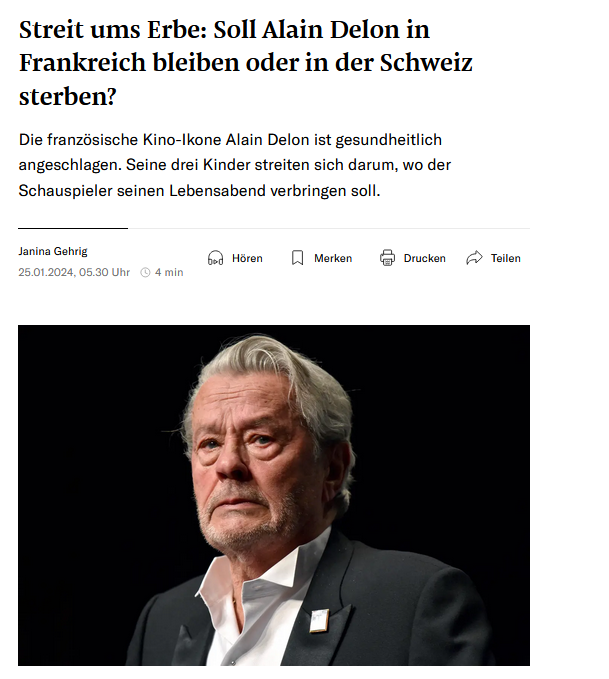 Streit ums Erbe: Soll Alain Delon in
Frankreich bleiben oder in der Schweiz
sterben?
Die französische Kino-Ikone Alain Delon ist gesundheitlich
angeschlagen. Seine drei Kinder streiten sich darum, wo der
Schauspieler seinen Lebensabend verbringen soll.
Janina Gehrig
25.01.2024, 05.30 Uhr 4 min
Hören Merken Drucken Teilen